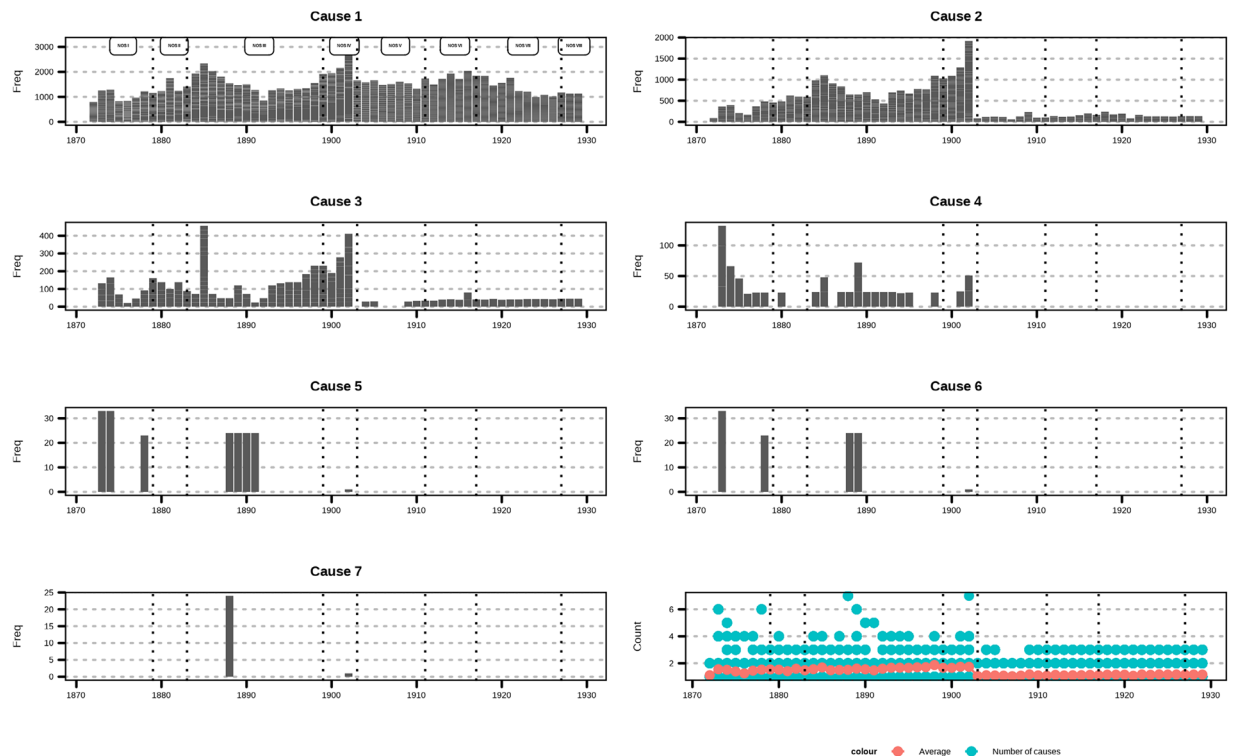 Cause 1
Freq
3000
2000
1000
0
NOS I
NOS II
NOS III
NOS IV
NOS V
NOS VI
NOS VII
NOS VIII
1870 1880 1890 1900 1910 1920 1930
Cause 2
Freq
2000
1500
1000
500
0
1870 1880 1890 1900 1910 1920 1930
Cause 3
Freq
400
300
200
100
0
1870 1880 1890 1900 1910 1920 1930
Cause 4
Freq
100
50
0
1870 1880 1890 1900 1910 1920 1930
Cause 5
Freq
30
20
10
0
1870 1880 1890 1900 1910 1920 1930
Cause 6
Freq
30
20
10
0
1870 1880 1890 1900 1910 1920 1930
Cause 7
Freq
25
20
15
10
5
0
1870 1880 1890 1900 1910 1920 1930
Count
6
4
2
1870 1880 1890 1900 1910 1920 1930
colour Average Number of causes